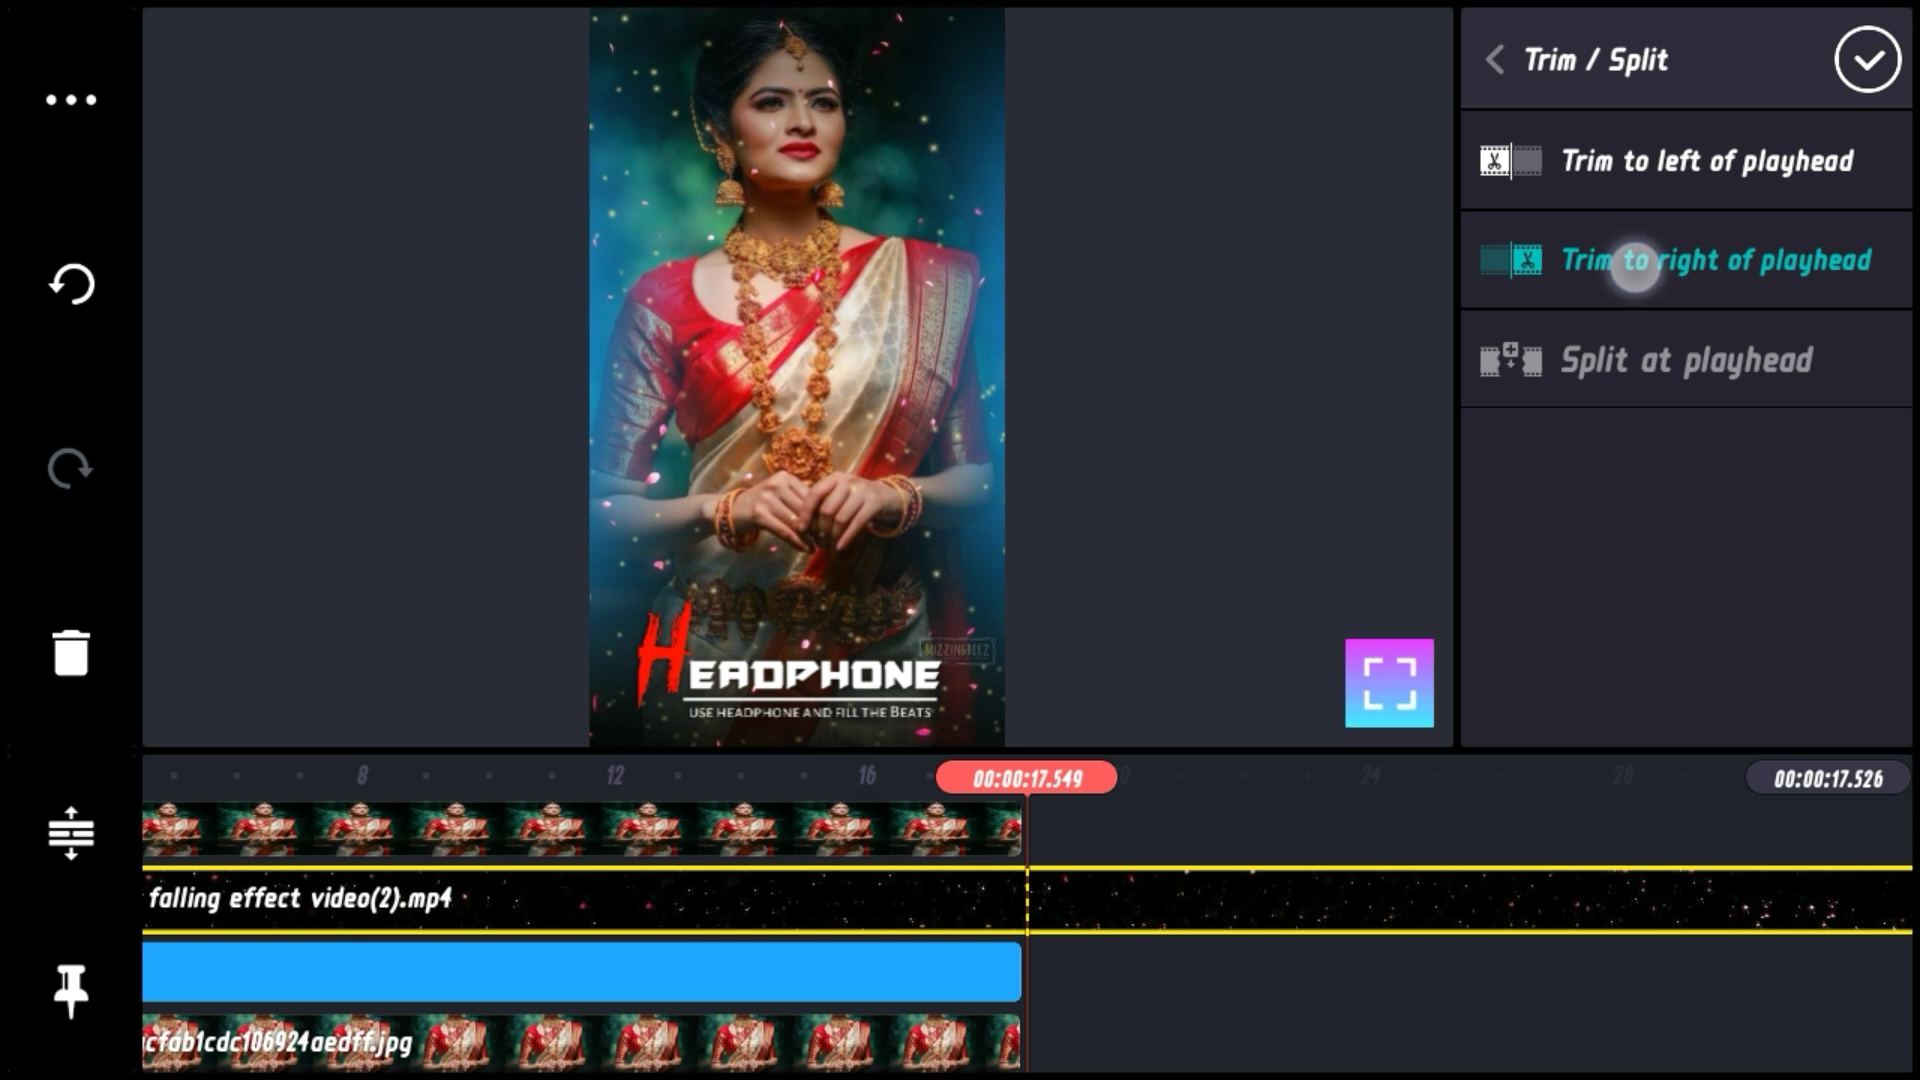 Trim / Split
Trim to left of playhead
Trim to right of playhead
Split at playhead
BUZZINGBEEZ
HEADPHONE
USE HEADPHONE AND FILL THE BEATS
8
12
16
00:00:17.549
0
24
28
00:00:17.526
falling effect video(2).mp4
cfab1cdc106924aedff.jpg